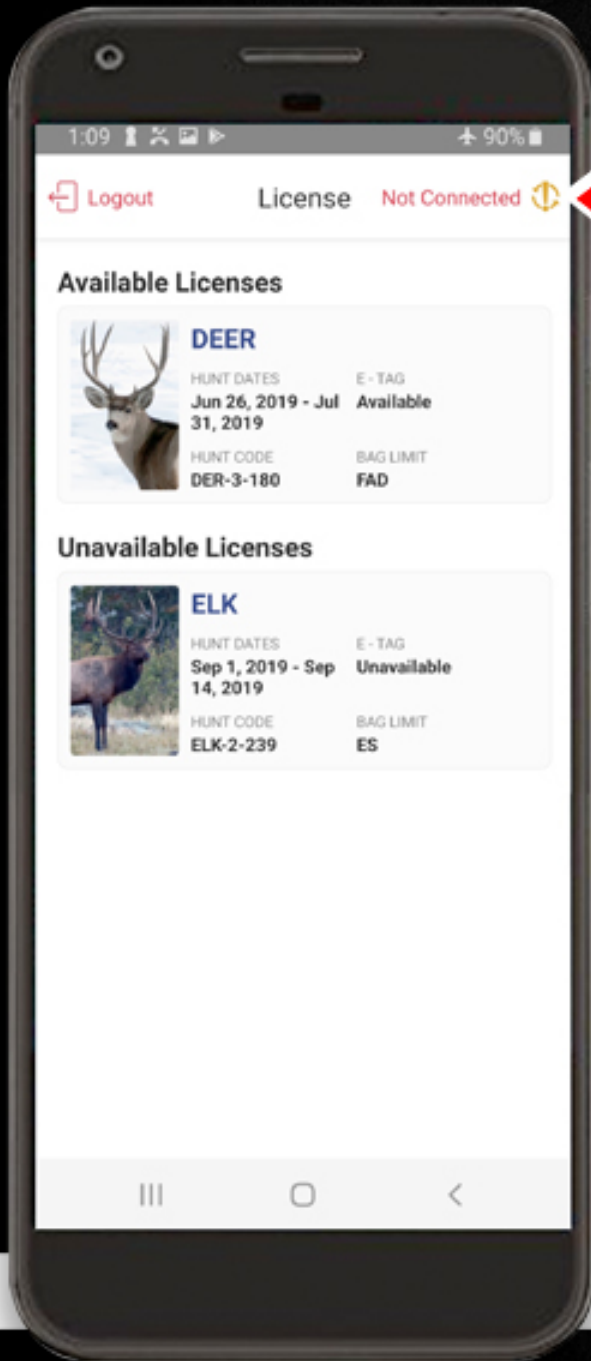 1:09 90%
Logout License Not Connected
Available Licenses
DEER
HUNT DATES E - TAG
Jun 26, 2019 - Jul Available
31, 2019
HUNT CODE BAG LIMIT
DER-3-180 FAD
Unavailable Licenses
ELK
HUNT DATES E - TAG
Sep 1, 2019 - Sep Unavailable
14, 2019
HUNT CODE BAG LIMIT
ELK-2-239 ES